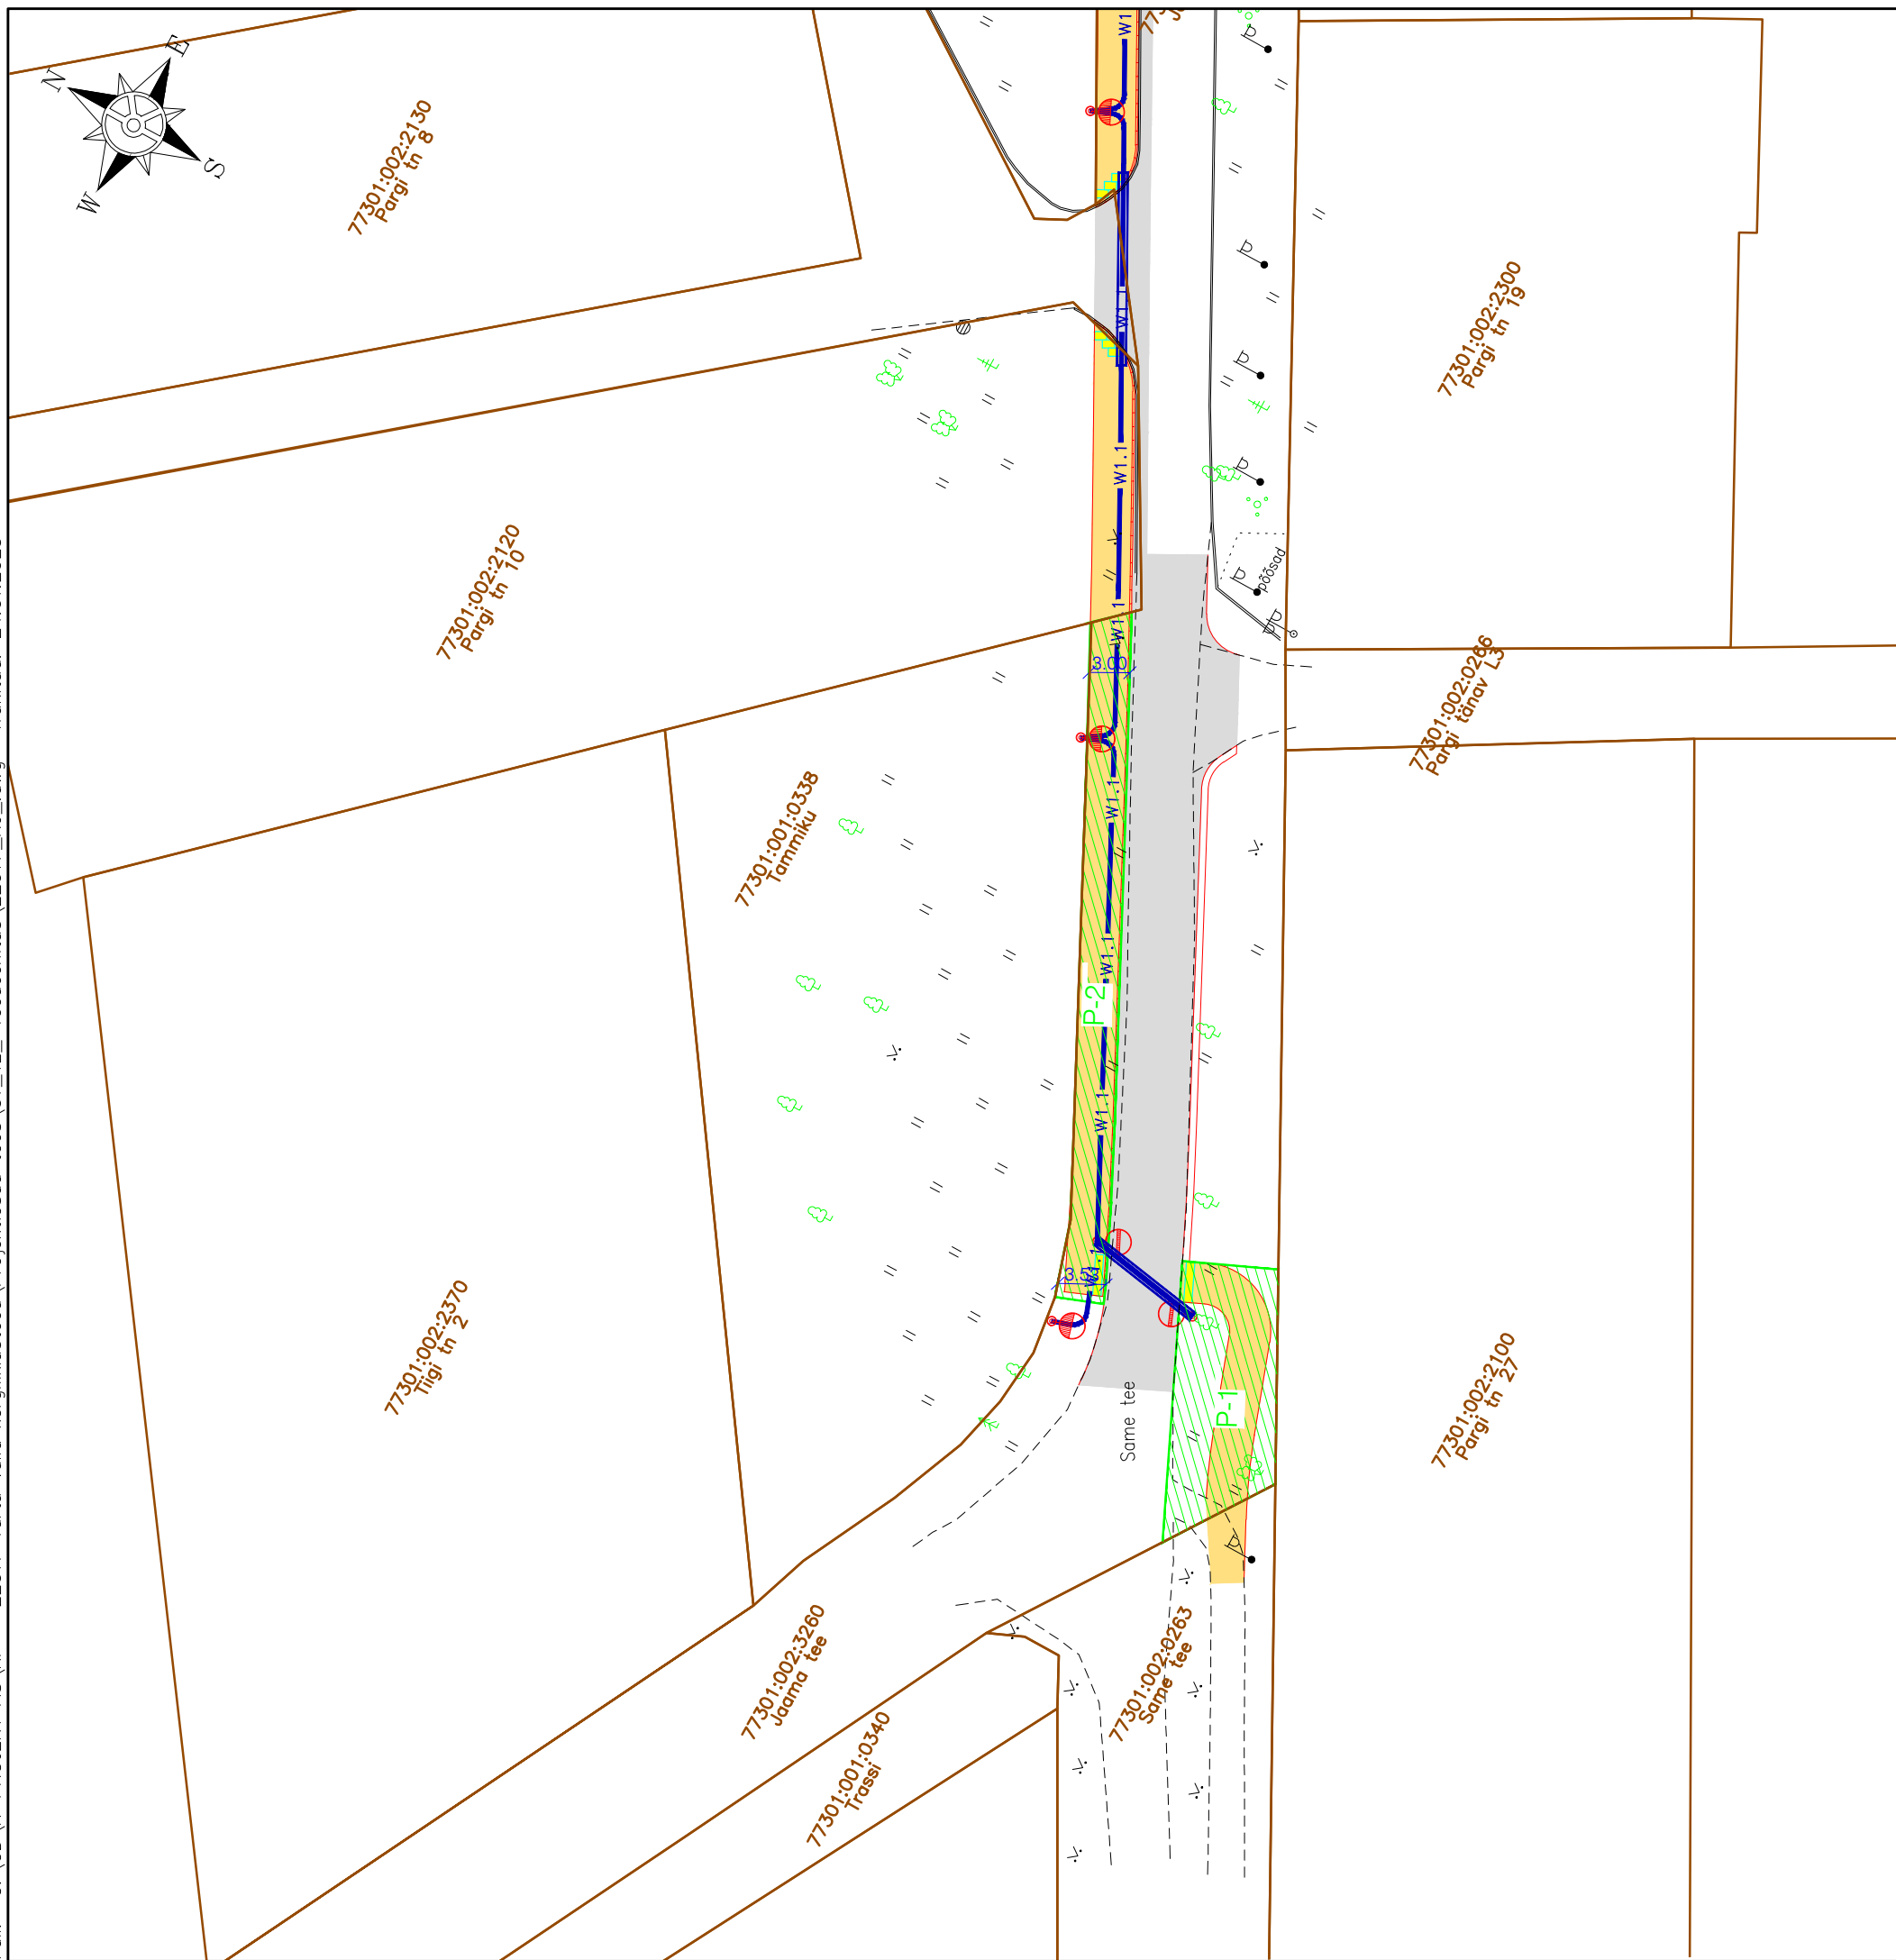 N
E
S
W
77301:002:2130
Pargi tn 8
W1
W1.1
77301:002:2300
Pargi tn 19
W1.1
77301:002:2120
Pargi tn 10
põõsad
W1.1
3.00
77301:002:0266
Pargi tänav L3
W1.1
77301:001:0338
Tammiku
W1.1
P-2
W1.1
W1.1
3.53
77301:002:2370
Tiigi tn 2
Same tee
P-1
77301:002:2100
Pargi tn 27
77301:002:3260
Jaama tee
77301:002:0263
Same tee
77301:001:0340
Trassi